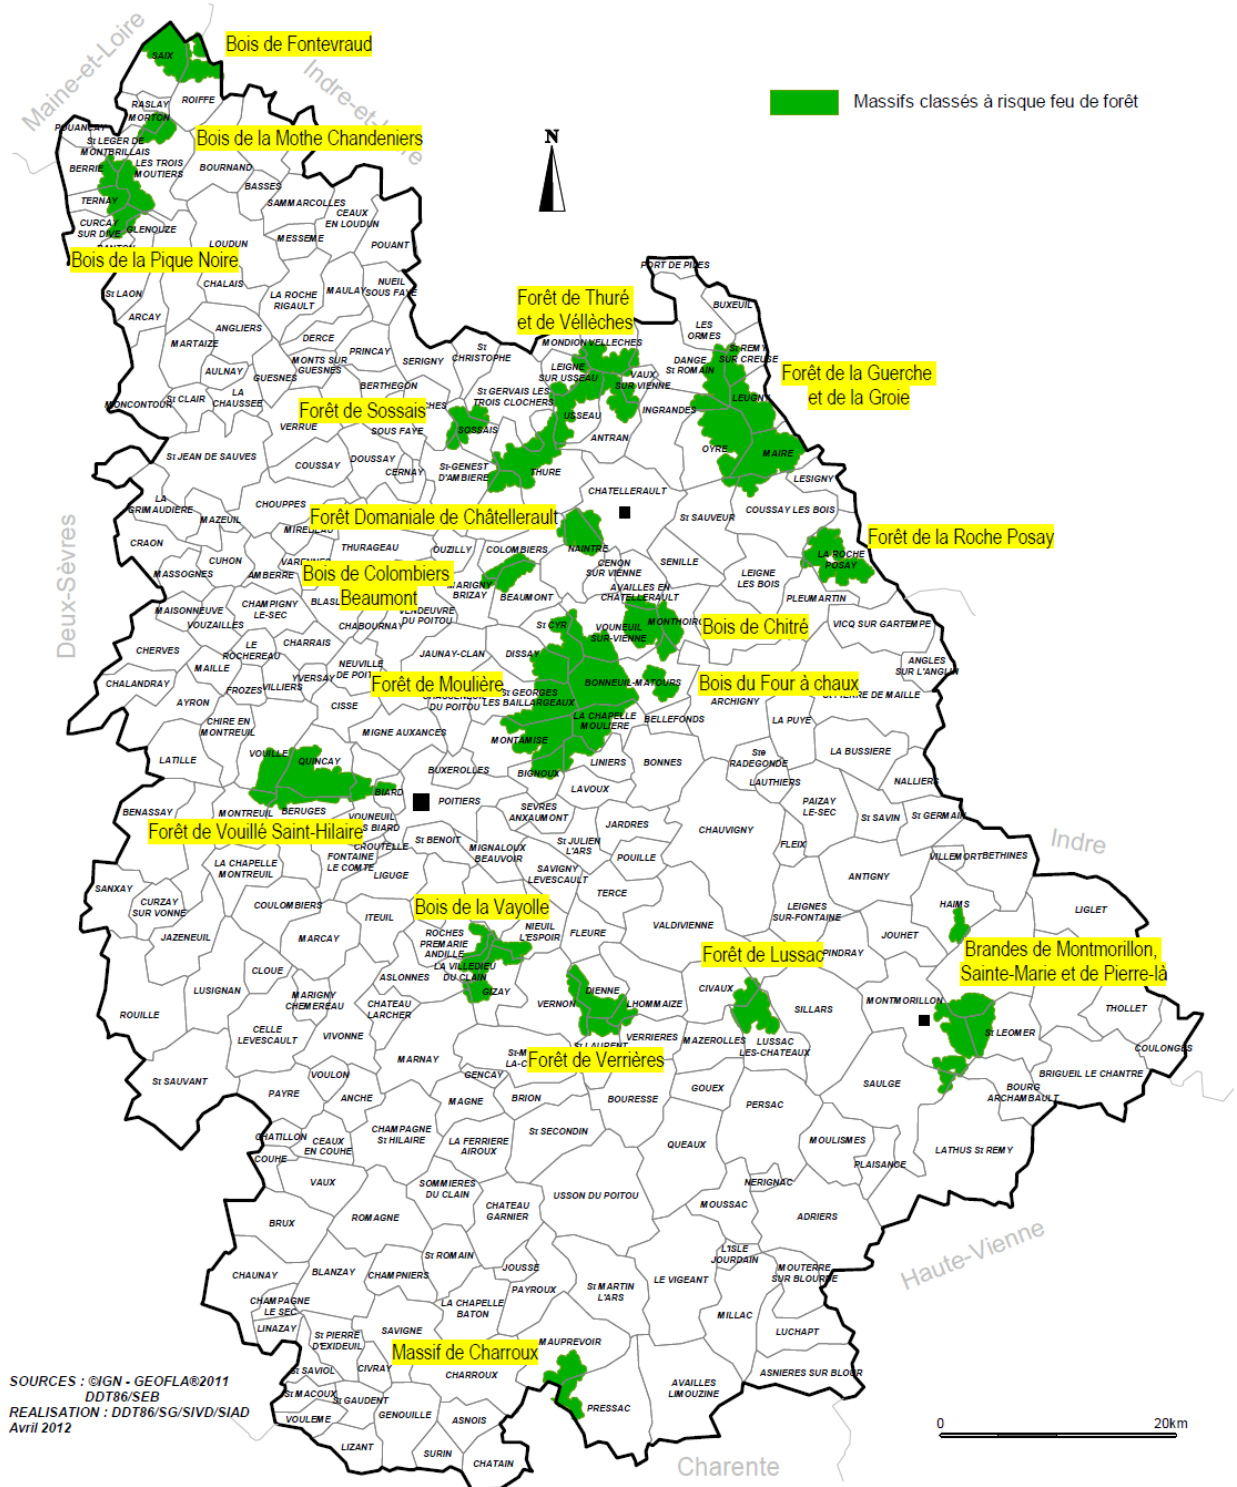 Maine-et-Loire
Indre-et-Loire
Bois de Fontevraud
SAIX
ROIFFE
RASLAY
MORTON
Massifs classés à risque feu de forêt
N
Bois de la Mothe Chandeniers
St LEGER DE
MONTBRILLAIS
LES TROIS
MOUTIERS
BERRIE
BOURNAND
BASSES
TERNAY
SAMMARCOLLES
CEAUX
EN LOUDUN
CURCAY
SUR DIVE
GLENOUZE
LOUDUN
MESSEME
POUANT
Bois de la Pique Noire
PORT DE PILES
St LAON
CHALAIS
LA ROCHE
RIGAULT
MAULAY
NUEIL
SOUS FAYE
BUXEUIL
ARCAY
Forêt de Thuré
et de Véllèches
LES
ORMES
ANGLIERS
MARTAIZE
DERCE
PRINCAY
MONDION
VELLECHES
St REMY
SUR CREUSE
St
CHRISTOPHE
SERIGNY
MONTS SUR
GUESNES
AULNAY
GUESNES
LEIGNE
SUR USSEAU
DANGE
St ROMAIN
Forêt de la Guerche
et de la Groie
BERTHEGON
VAUX
SUR VIENNE
St GERVAIS LES
TROIS CLOCHERS
LEUGNY
MONCONTOUR
St CLAIR
LA
CHAUSSEE
Forêt de Sossais
CHES
USSEAU
INGRANDES
VERRUE
SOUS FAYE
SOSSAIS
ANTRAN
St JEAN DE SAUVES
COUSSAY
DOUSSAY
CERNAY
St-GENEST
D'AMBIERE
THURE
OYRE
MAIRE
LESIGNY
LA
GRIMAUDIERE
CHOUPPES
CHATELLERAULT
COUSSAY LES BOIS
MAZEUIL
Forêt Domaniale de Châtellerault
St SAUVEUR
Deux-Sèvres
CRAON
THURAGEAU
OUZILLY
COLOMBIERS
NAINTRE
Forêt de la Roche Posay
MASSOGNES
CUHON
AMBERRE
Bois de Colombiers
Beaumont
MARIGNY
BRIZAY
BEAUMONT
CENON
SUR VIENNE
SENILLE
LEIGNE
LES BOIS
LA ROCHE
POSAY
MAISONNEUVE
VOUZAILLES
CHAMPIGNY
LE-SEC
VENDEUVRE
DU POITOU
AVAILLES EN
CHATELLERAULT
PLEUMARTIN
CHABOURNAY
St CYR
VOUNEUIL
SUR-VIENNE
Bois de Chitré
VICQ SUR GARTEMPE
CHERVES
LE
ROCHEREAU
CHARRAIS
JAUNAY-CLAN
DISSAY
MAILLE
NEUVILLE
ANGLES
CHALANDRAY
FROZES
VILLIERS
YVERSAY
Forêt de Moulière
BONNEUIL-MATOURS
Bois du Four à chaux
AYRON
CISSE
DU POITOU
St GEORGES
LES BAILLARGEAUX
ARCHIGNY
CHIRE EN
MONTREUIL
LA CHAPELLE
MOULIERE
BELLEFONDS
LA PUYE
MIGNE AUXANCES
MONTAMISE
LATILLE
VOUILLE
QUINCAY
LINIERS
BONNES
Ste
RADEGONDE
LA BUSSIERE
BUXEROLLES
BIGNOUX
LAUTHIERS
NALLIERS
BIARD
POITIERS
LAVOUX
BENASSAY
MONTREUIL
BERUGES
SEVRES
ANXAUMONT
PAIZAY
LE-SEC
St SAVIN
St GERMAIN
Forêt de Vouillé Saint-Hilaire
JARDRES
CHAUVIGNY
St BENOIT
MIGNALOUX
BEAUVOIR
St JULIEN
L'ARS
FLEIX
Indre
CROUTELLE
FONTAINE
LE COMTE
LIGUGE
POUILLE
LA CHAPELLE
MONTREUIL
SAVIGNY
LEVESCAULT
VILLEMORT
BETHINES
SANXAY
TERCE
ANTIGNY
CURZAY
SUR VONNE
COULOMBIERS
Bois de la Vayolle
LEIGNES
SUR-FONTAINE
HAIMS
LIGLET
ITEUIL
NIEUIL
L'ESPOIR
VALDIVIENNE
JAZENEUIL
MARCAY
ROCHES
PREMARIE
ANDILLE
FLEURE
JOUHET
Brandes de Montmorillon,
Sainte-Marie et de Pierre-là
Forêt de Lussac
PINDRAY
CLOUE
ASLONNES
LA VILLEDIEU
DU CLAIN
LUSIGNAN
GIZAY
DIENNE
CIVAUX
MARIGNY
CHEMEREAU
CHATEAU
LARCHER
VERNON
LHOMMAIZE
SILLARS
MONTMORILLON
THOLLET
ROUILLE
CELLE
LEVESCAULT
VIVONNE
VERRIERES
MAZEROLLES
LUSSAC
LES-CHATEAUX
St LEOMER
COULONGES
MARNAY
Forêt de Verrières
St SAUVANT
VOULON
GENCAY
SAULGE
BRIGUEIL LE CHANTRE
PAYRE
ANCHE
MAGNE
BRION
BOURESSE
GOUEX
PERSAC
BOURG
ARCHAMBAULT
CHAMPAGNE
St HILAIRE
LA FERRIERE
AIROUX
St SECONDIN
CHATILLON
COUHE
CEAUX
EN COUHE
QUEAUX
MOULISMES
LATHUS St REMY
PLAISANCE
VAUX
SOMMIERES
DU CLAIN
USSON DU POITOU
NERIGNAC
BRUX
ROMAGNE
CHATEAU
GARNIER
MOUSSAC
ADRIERS
St ROMAIN
L'ISLE
JOURDAIN
Haute-Vienne
CHAUNAY
BLANZAY
CHAMPNIERS
JOUSSE
PAYROUX
St MARTIN
L'ARS
LE VIGEANT
MOUTERRE
SUR BLOURDE
CHAMPAGNE
LE SEC
LA CHAPELLE
BATON
MILLAC
LINAZAY
St PIERRE
D'EXIDEUIL
SAVIGNE
MAUPREVOIR
LUCHAPT
Massif de Charroux
St SAVIOL
CIVRAY
CHARROUX
AVAILLES
LIMOUZINE
ASNIERES SUR BLOUR
SOURCES : ©IGN - GEOFLA®2011
DDT86/SEB
REALISATION : DDT86/SG/SIVD/SIAD
Avril 2012
St MACOUX
St GAUDENT
VOULEME
GENOUILLE
ASNOIS
PRESSAC
LIZANT
SURIN
CHATAIN
Charente
0 20km